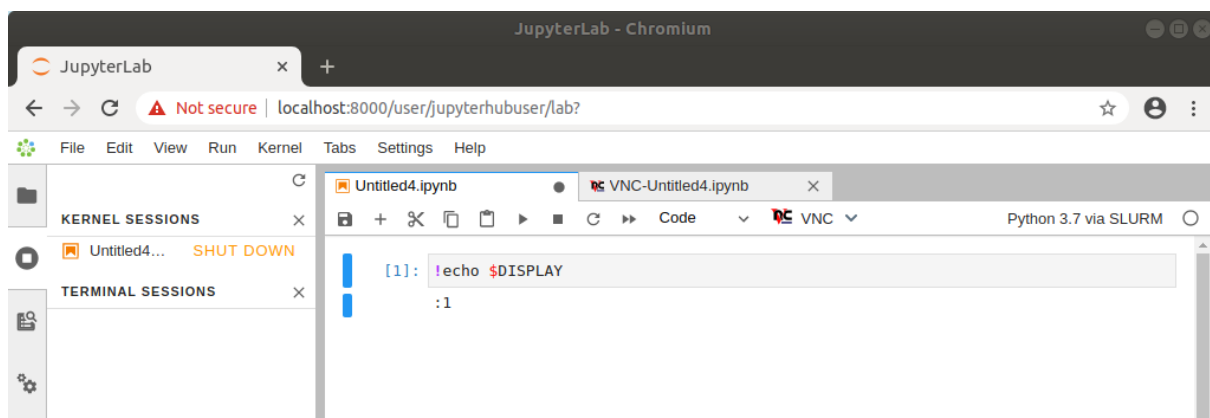 JupyterLab - Chromium
JupyterLab
Not secure | localhost:8000/user/jupyterhubuser/lab?
File Edit View Run Kernel Tabs Settings Help
Untitled4.ipynb VNC-Untitled4.ipynb
Code VNC Python 3.7 via SLURM
KERNEL SESSIONS
Untitled4... SHUT DOWN
TERMINAL SESSIONS
[1]: !echo $DISPLAY
:1